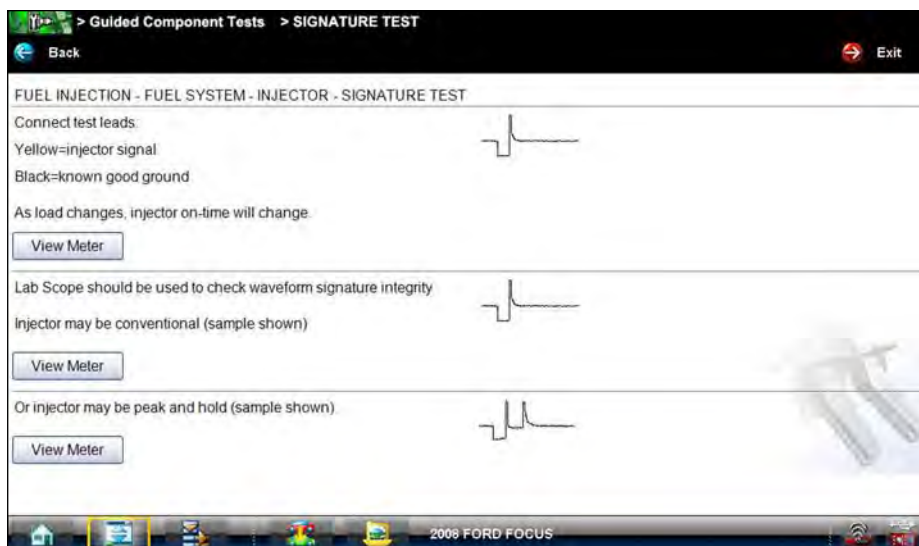 > Guided Component Tests > SIGNATURE TEST
Back
Exit
FUEL INJECTION - FUEL SYSTEM - INJECTOR - SIGNATURE TEST
Connect test leads:
Yellow=injector signal
Black=known good ground
As load changes, injector on-time will change.
View Meter
Lab Scope should be used to check waveform signature integrity
Injector may be conventional (sample shown)
View Meter
Or injector may be peak and hold (sample shown)
View Meter
2008 FORD FOCUS